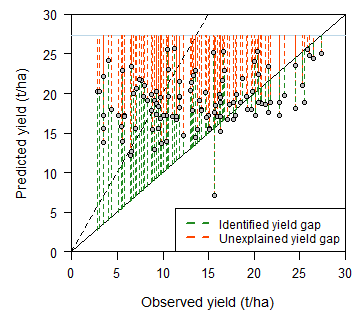 30
25
20
15
10
5
0
Predicted yield (t/ha)
Identified yield gap
Unexplained yield gap
0 5 10 15 20 25 30
Observed yield (t/ha)